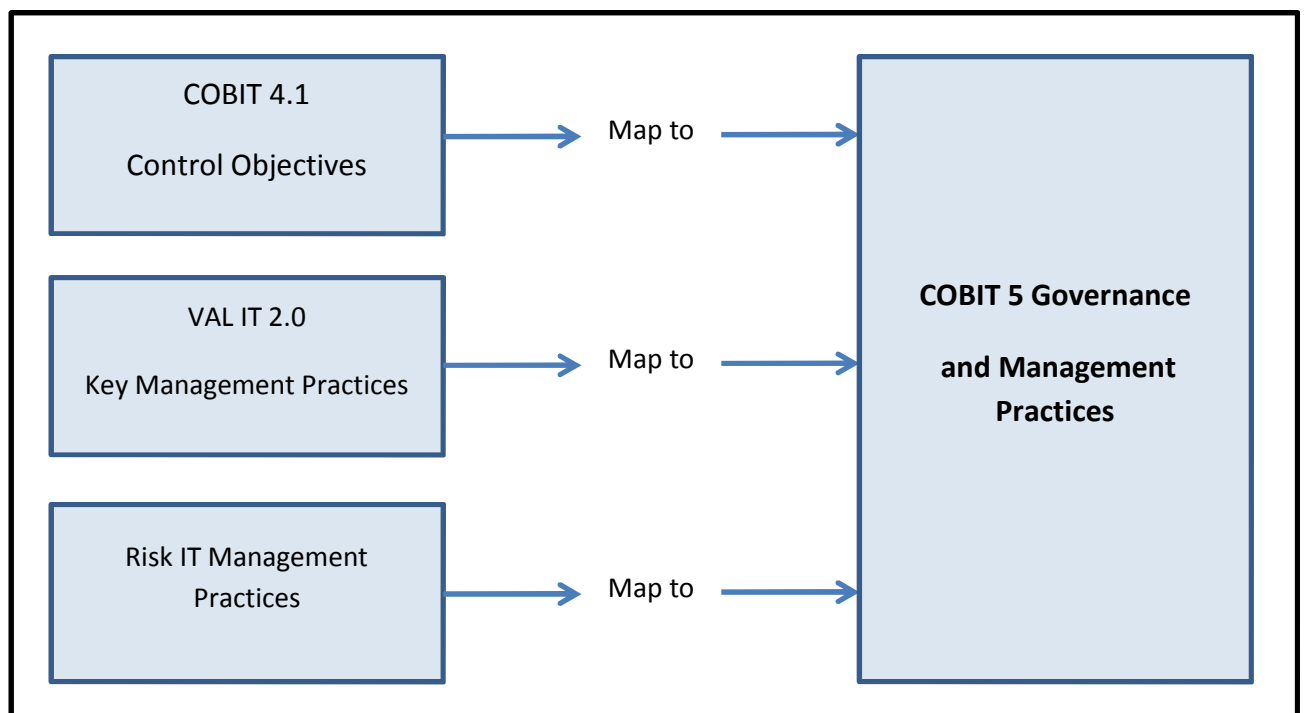 COBIT 4.1
Control Objectives
Map to
VAL IT 2.0
Key Management Practices
Map to
Risk IT Management
Practices
Map to
COBIT 5 Governance
and Management
Practices